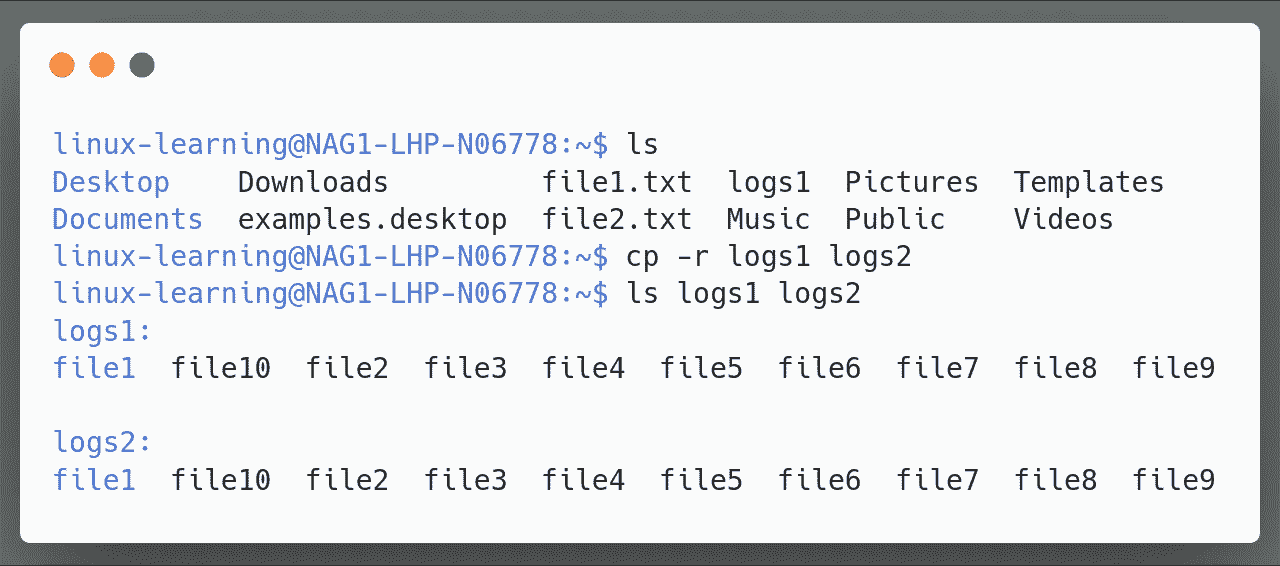 linux-learning@NAG1-LHP-N06778:~$ ls
Desktop    Downloads         file1.txt  logs1  Pictures  Templates
Documents  examples.desktop  file2.txt  Music  Public    Videos
linux-learning@NAG1-LHP-N06778:~$ cp -r logs1 logs2
linux-learning@NAG1-LHP-N06778:~$ ls logs1 logs2
logs1:
file1  file10  file2  file3  file4  file5  file6  file7  file8  file9
logs2:
file1  file10  file2  file3  file4  file5  file6  file7  file8  file9